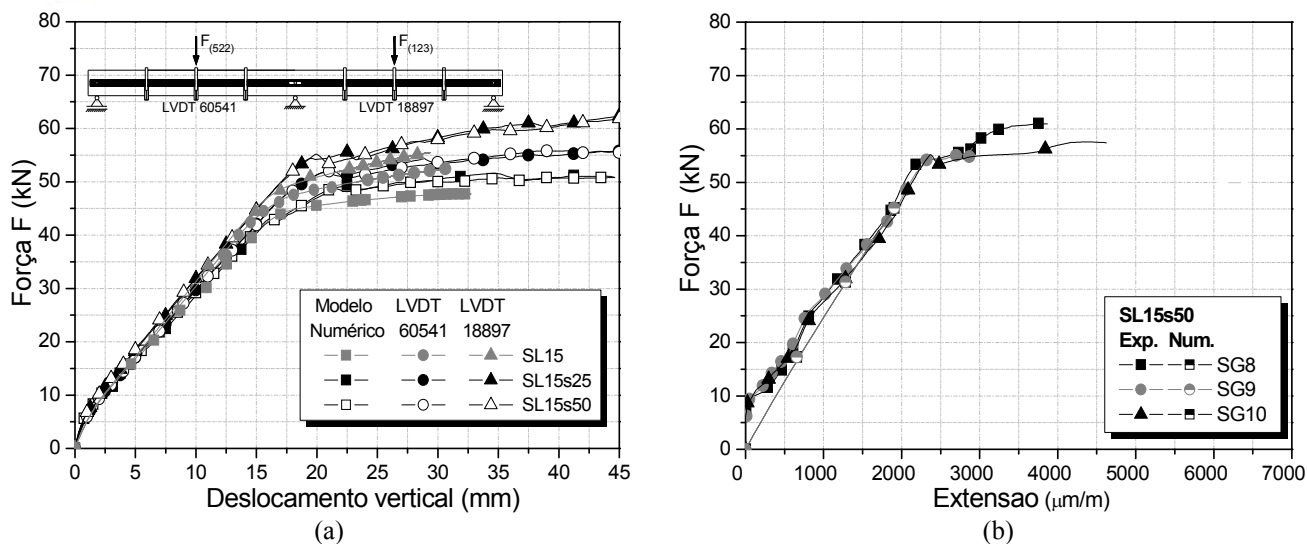 80
70
60
50
40
30
20
10
0
Força F (kN)
F(522)
F(123)
LVDT 60541
LVDT 18897
Modelo LVDT LVDT
Numérico 60541 18897
SL15
SL15s25
SL15s50
0 5 10 15 20 25 30 35 40 45
Deslocamento vertical (mm)
(a)
80
70
60
50
40
30
20
10
0
Força F (kN)
SL15s50
Exp. Num.
SG8
SG9
SG10
0 1000 2000 3000 4000 5000 6000 7000
Extensao (μm/m)
(b)